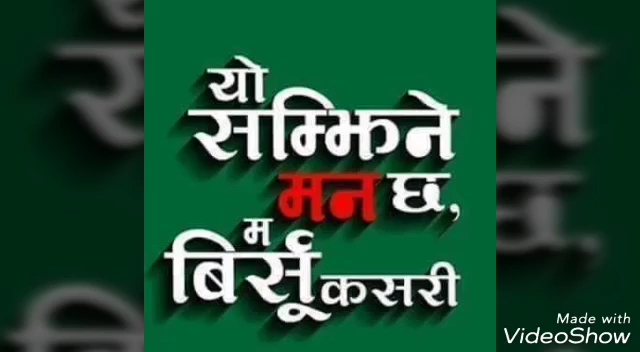 यो
सम्झिने
मन छ,
म
बिर्सूं कसरी
Made with
VideoShow